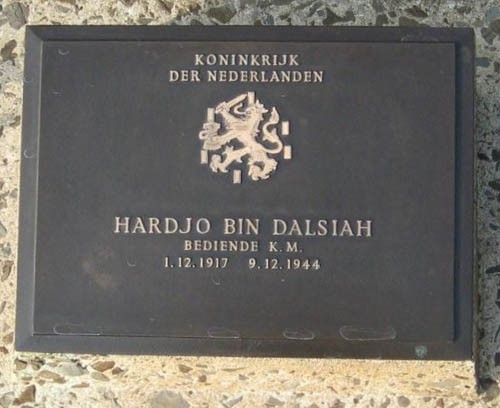 KONINKRIJK
DER NEDERLANDEN
HARDJO BIN DALSIAH
BEDIENDE K.M.
1.12.1917 9.12.1944